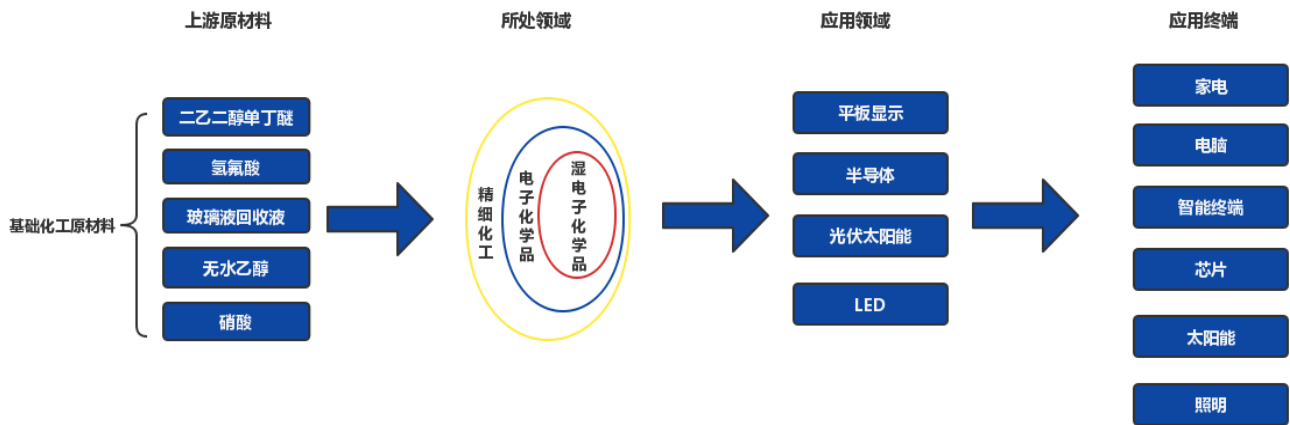 上游原材料
所处领域
应用领域
应用终端
基础化工原材料
二乙二醇单丁醚
氢氟酸
玻璃液回收液
无水乙醇
硝酸
精细化工
电子化学品
湿电子化学品
平板显示
半导体
光伏太阳能
LED
家电
电脑
智能终端
芯片
太阳能
照明